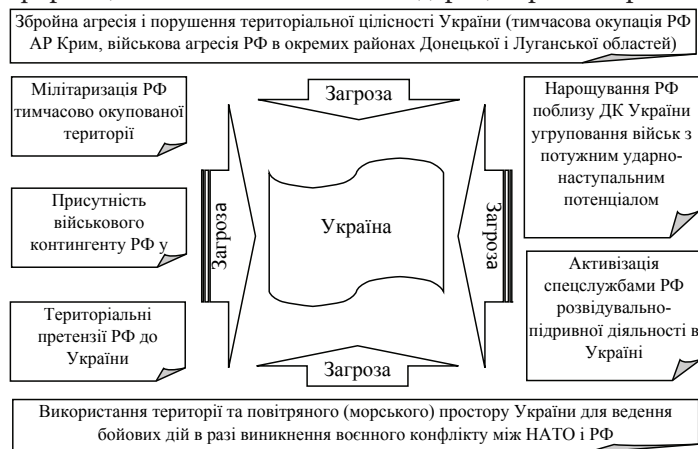 Збройна агресія і порушення територіальної цілісності України (тимчасова окупація РФ
АР Крим, військова агресія РФ в окремих районах Донецької і Луганської областей)
Мілітаризація РФ
тимчасово окупованої
території
Присутність
військового
контингенту РФ у
Територіальні
претензії РФ до
України
Загроза
Загроза
Україна
Загроза
Загроза
Нарощування РФ
поблизу ДК України
угруповання військ з
потужним ударно-
наступальним
потенціалом
Активізація
спецслужбами РФ
розвідувально-
підривної діяльності в
Україні
Використання території та повітряного (морського) простору України для ведення
бойових дій в разі виникнення воєнного конфлікту між НАТО і РФ